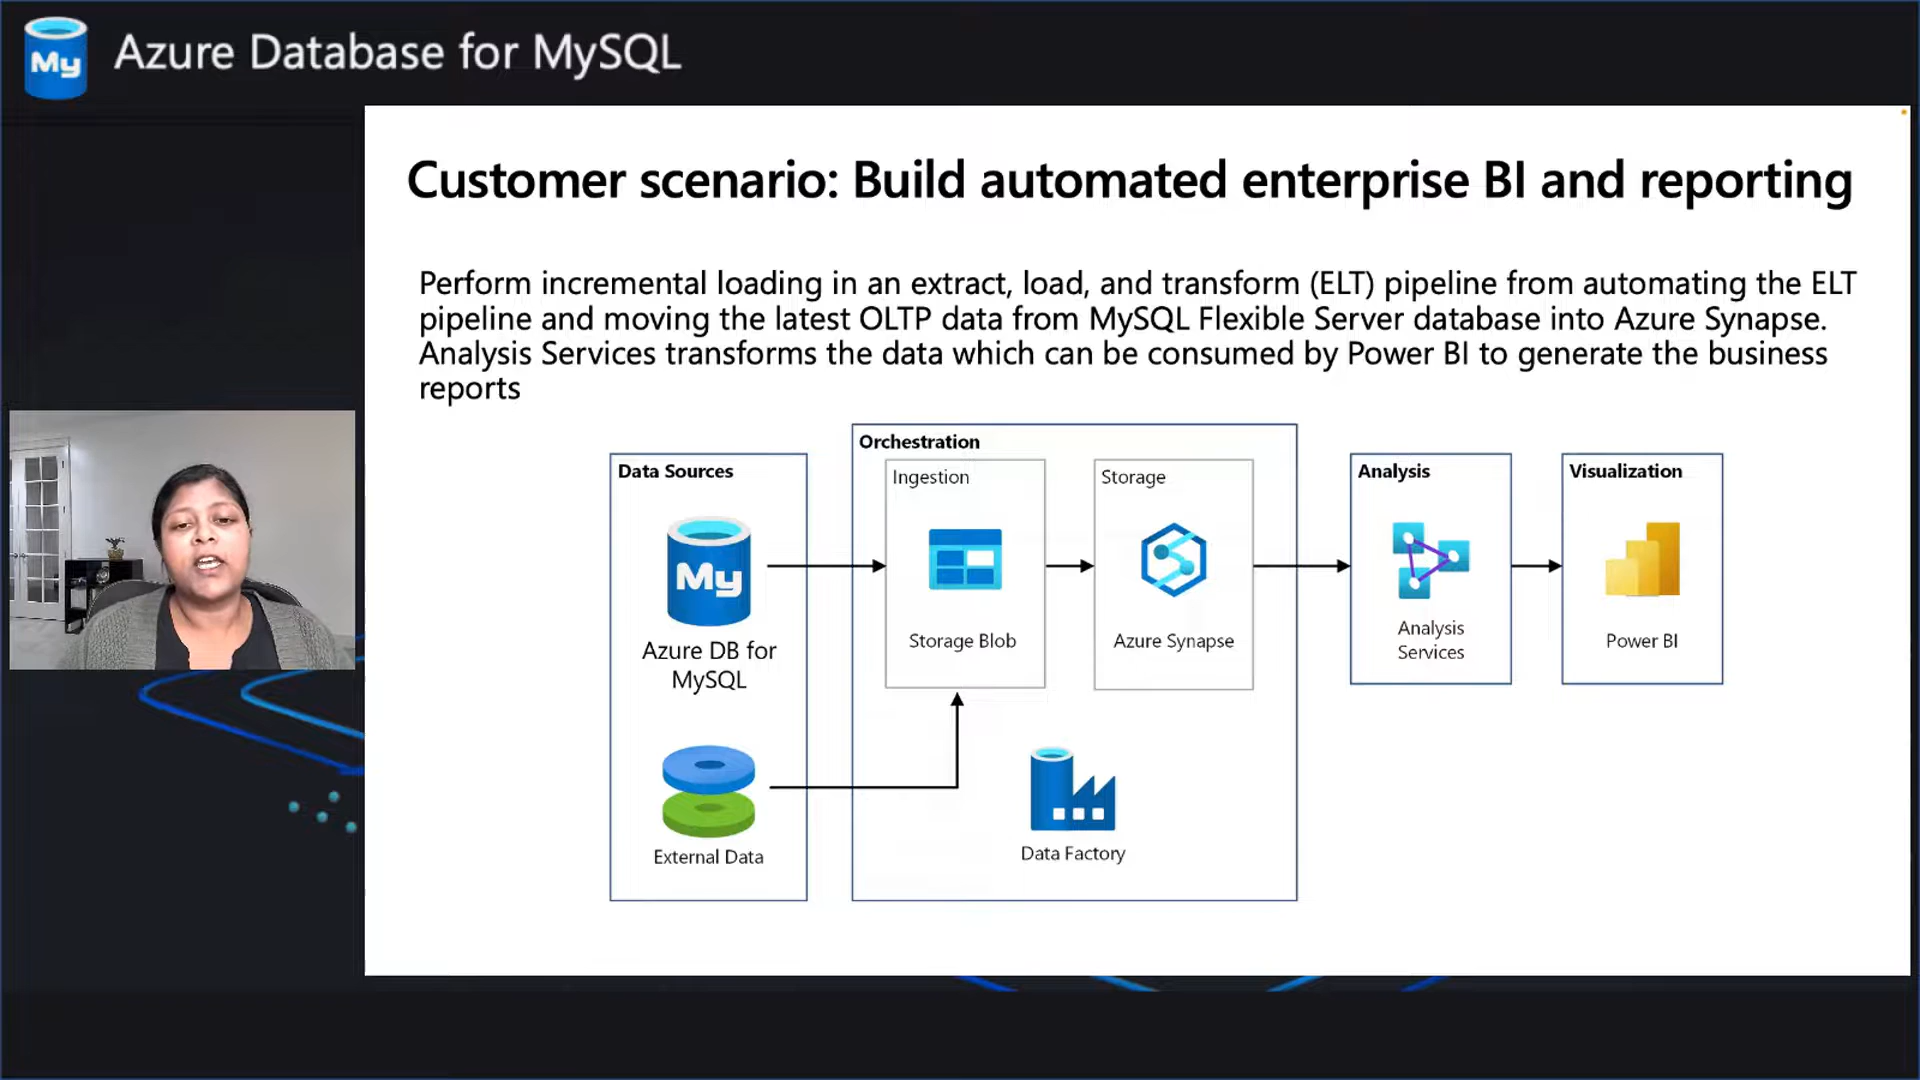 My
Azure Database for MySQL
Customer scenario: Build automated enterprise BI and reporting
Perform incremental loading in an extract, load, and transform (ELT) pipeline from automating the ELT
pipeline and moving the latest OLTP data from MySQL Flexible Server database into Azure Synapse.
Analysis Services transforms the data which can be consumed by Power BI to generate the business
reports
Data Sources
My
Azure DB for
MySQL
External Data
Orchestration
Ingestion
Storage Blob
Storage
Azure Synapse
Data Factory
Analysis
Analysis
Services
Visualization
Power BI